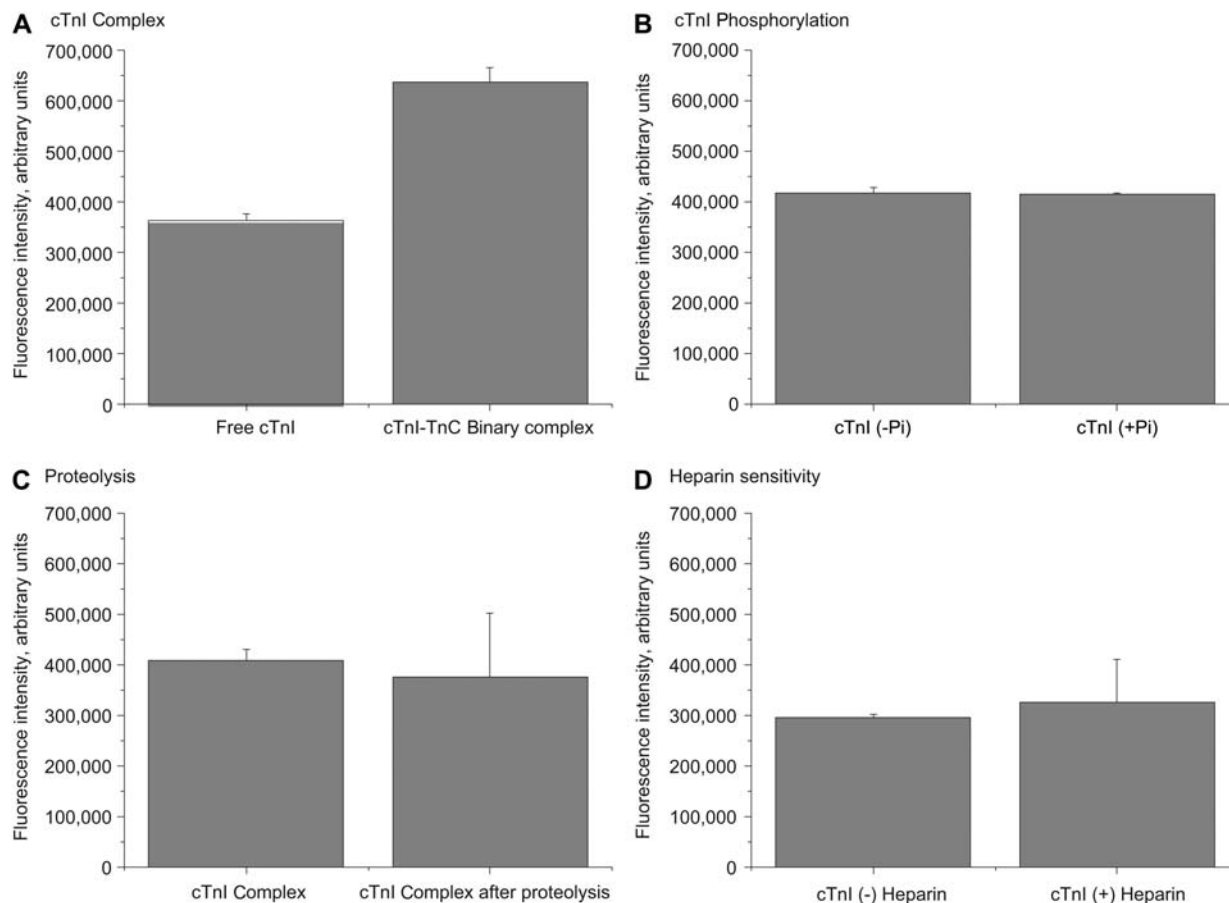 A cTnI Complex
Fluorescence intensity, arbitrary units
700,000
600,000
500,000
400,000
300,000
200,000
100,000
0
Free cTnI
cTnI-TnC Binary complex
B cTnI Phosphorylation
Fluorescence intensity, arbitrary units
700,000
600,000
500,000
400,000
300,000
200,000
100,000
0
cTnI (-Pi)
cTnI (+Pi)
C Proteolysis
Fluorescence intensity, arbitrary units
700,000
600,000
500,000
400,000
300,000
200,000
100,000
0
cTnI Complex
cTnI Complex after proteolysis
D Heparin sensitivity
Fluorescence intensity, arbitrary units
700,000
600,000
500,000
400,000
300,000
200,000
100,000
0
cTnI (-) Heparin
cTnI (+) Heparin